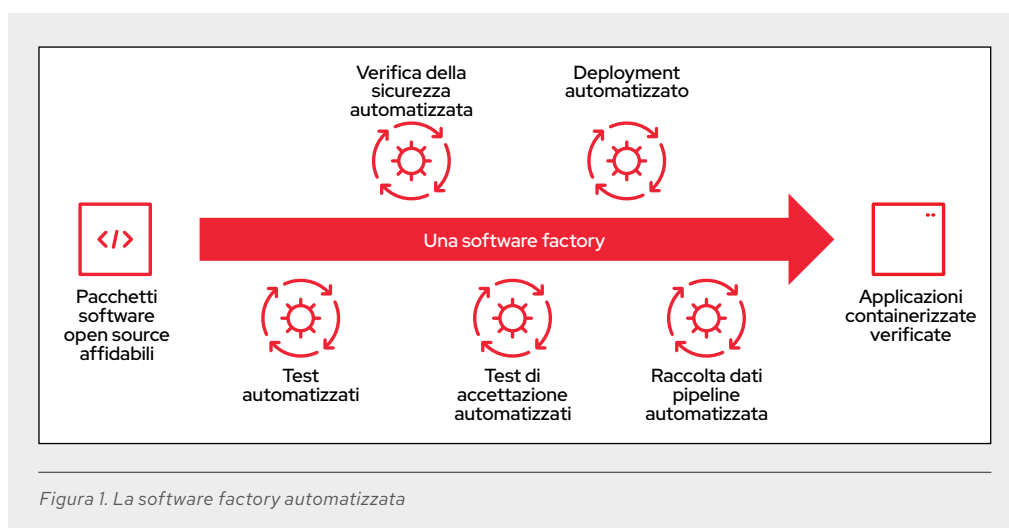 Verifica della
sicurezza
automatizzata
Deployment
automatizzato
</>
Una software factory
Pacchetti
software
open source
affidabili
Applicazioni
containerizzate
verificate
Test
automatizzati
Test di
accettazione
automatizzati
Raccolta dati
pipeline
automatizzata
Figura 1. La software factory automatizzata